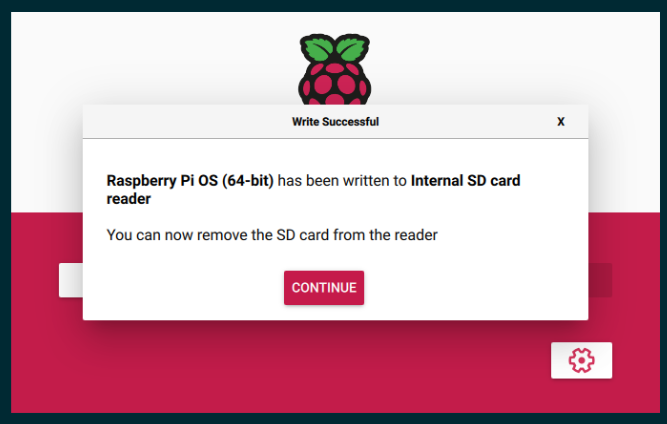 Write Successful
X
Raspberry Pi OS (64-bit) has been written to Internal SD card
reader
You can now remove the SD card from the reader
CONTINUE